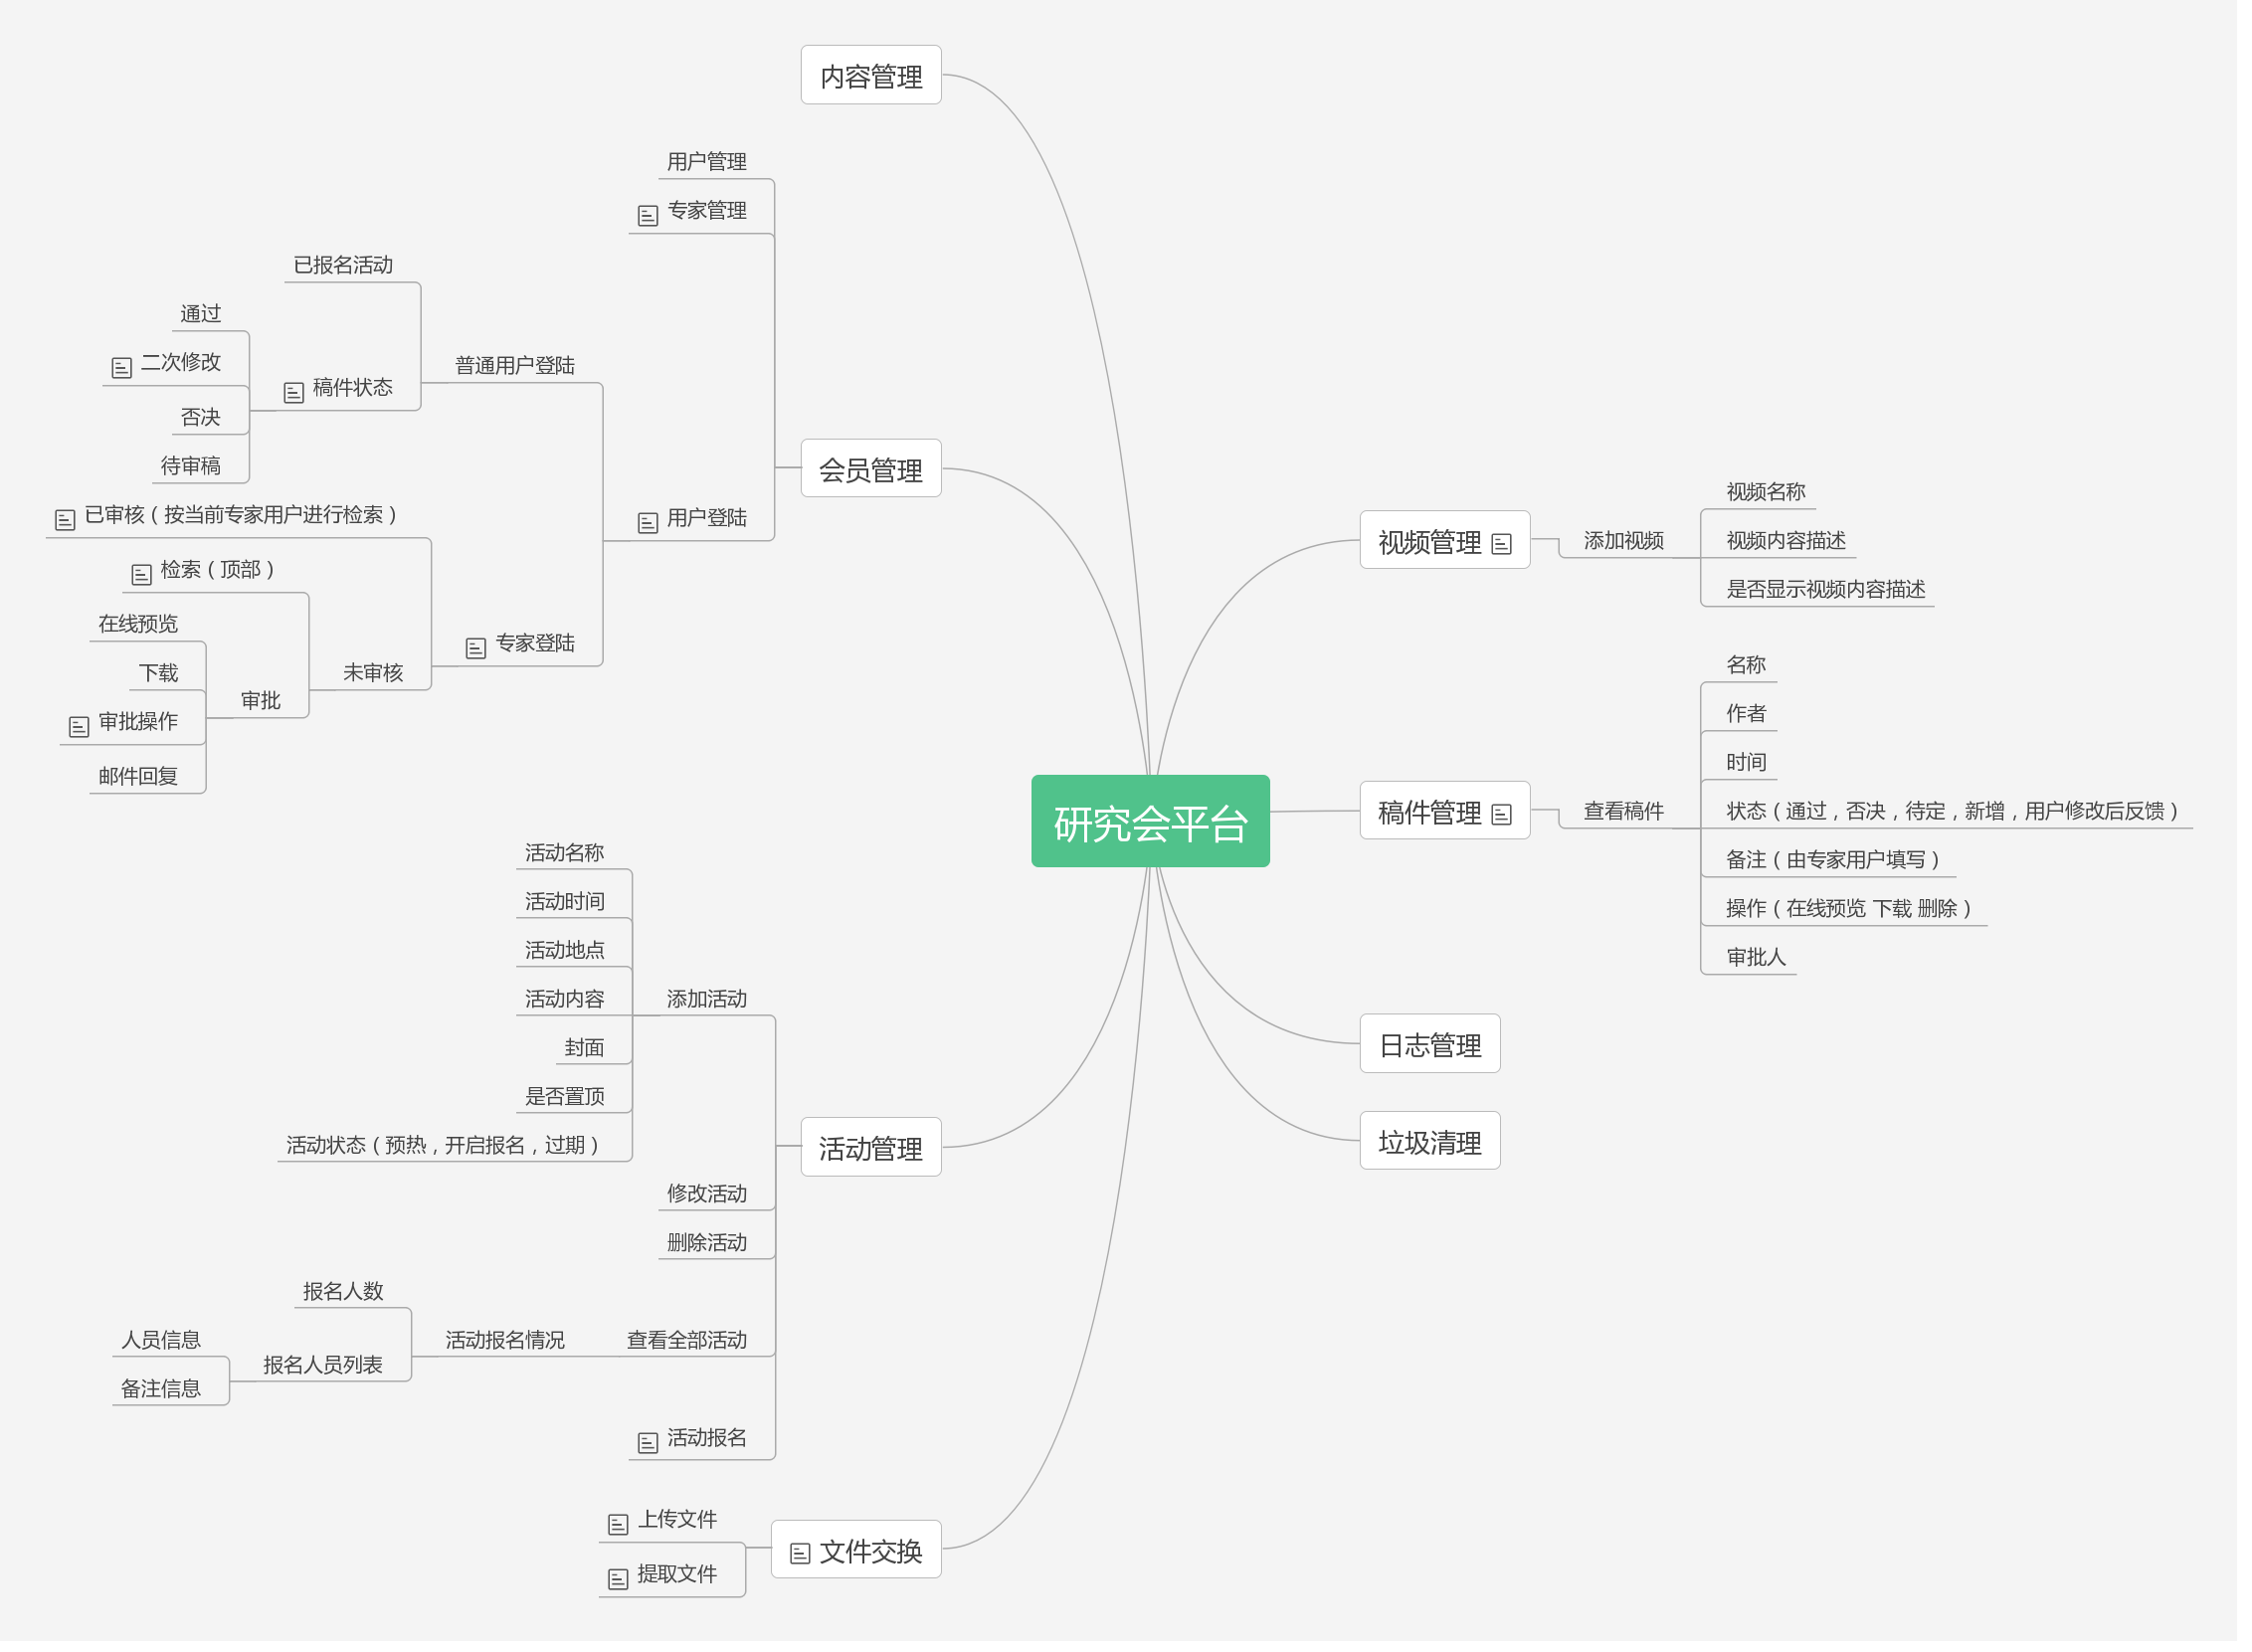 研究会平台
视频管理
添加视频
视频名称
视频内容描述
是否显示视频内容描述
稿件管理
查看稿件
名称
作者
时间
状态（通过，否决，待定，新增，用户修改后反馈）
备注（由专家用户填写）
操作（在线预览 下载 删除）
审批人
日志管理
垃圾清理
内容管理
会员管理
用户管理
专家管理
用户登陆
普通用户登陆
已报名活动
稿件状态
通过
二次修改
否决
待审稿
专家登陆
已审核（按当前专家用户进行检索）
未审核
检索（顶部）
审批
在线预览
下载
审批操作
邮件回复
活动管理
添加活动
活动名称
活动时间
活动地点
活动内容
封面
是否置顶
活动状态（预热，开启报名，过期）
修改活动
删除活动
查看全部活动
活动报名情况
报名人数
报名人员列表
人员信息
备注信息
活动报名
文件交换
上传文件
提取文件